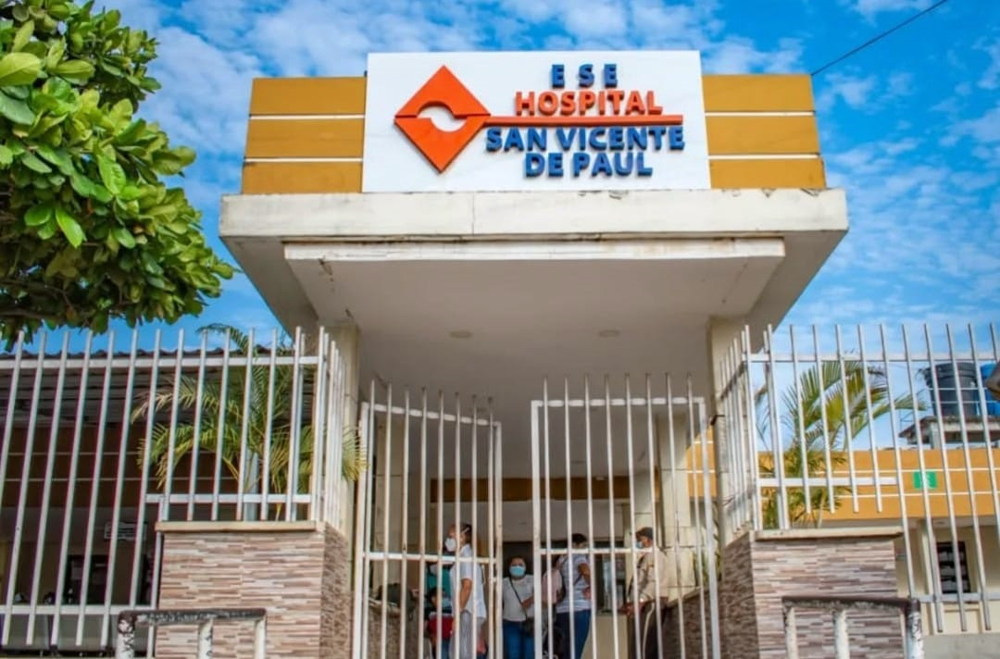 ESE
HOSPITAL
SAN VICENTE
DE PAUL